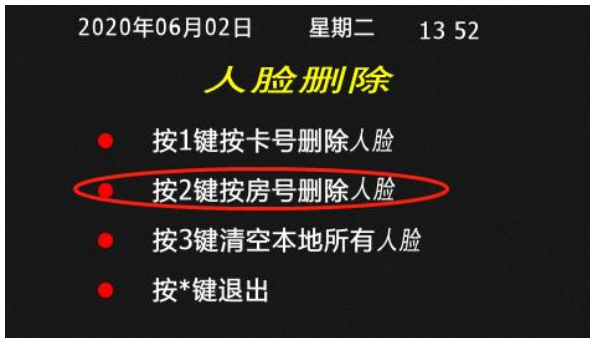 2020年06月02日 星期二 13 52
人脸删除
按1键按卡号删除人脸
按2键按房号删除人脸
按3键清空本地所有人脸
按*键退出